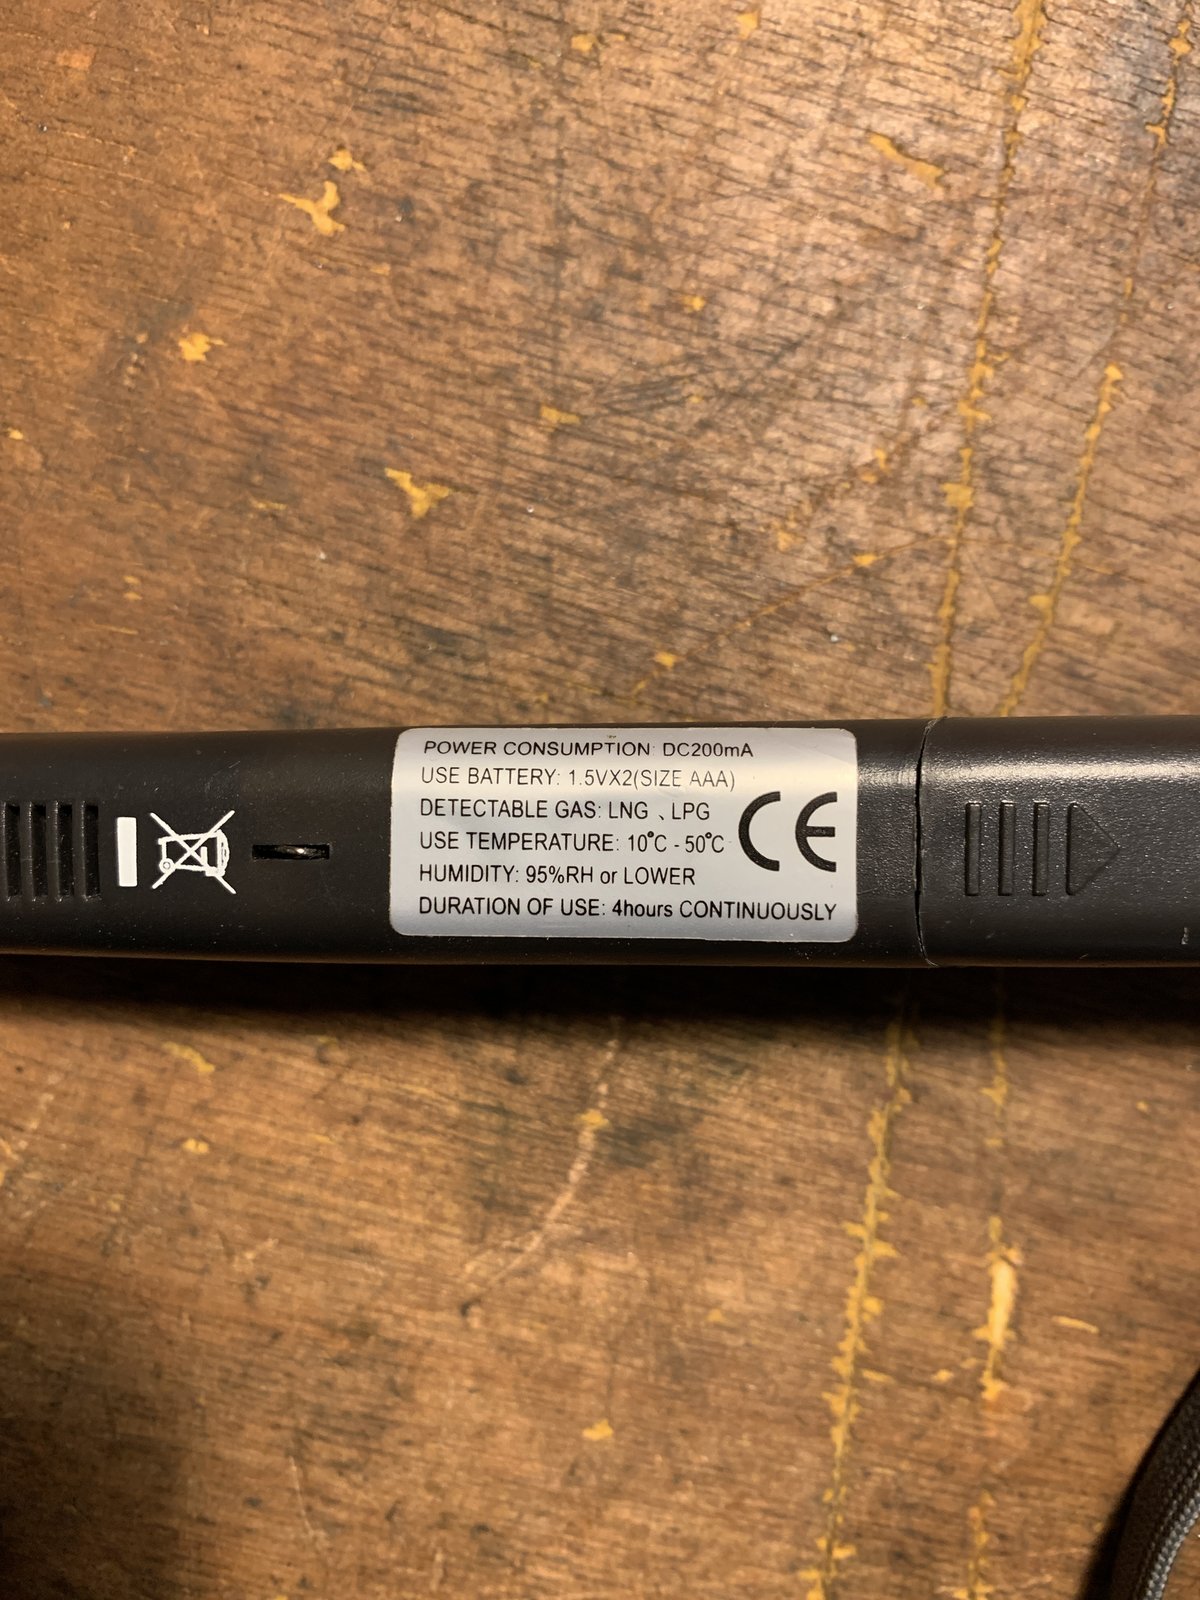 POWER CONSUMPTION: DC200mA
USE BATTERY: 1.5VX2(SIZE AAA)
DETECTABLE GAS: LNG 、LPG
USE TEMPERATURE: 10°C - 50°C
HUMIDITY: 95%RH or LOWER
DURATION OF USE: 4hours CONTINUOUSLY
CE